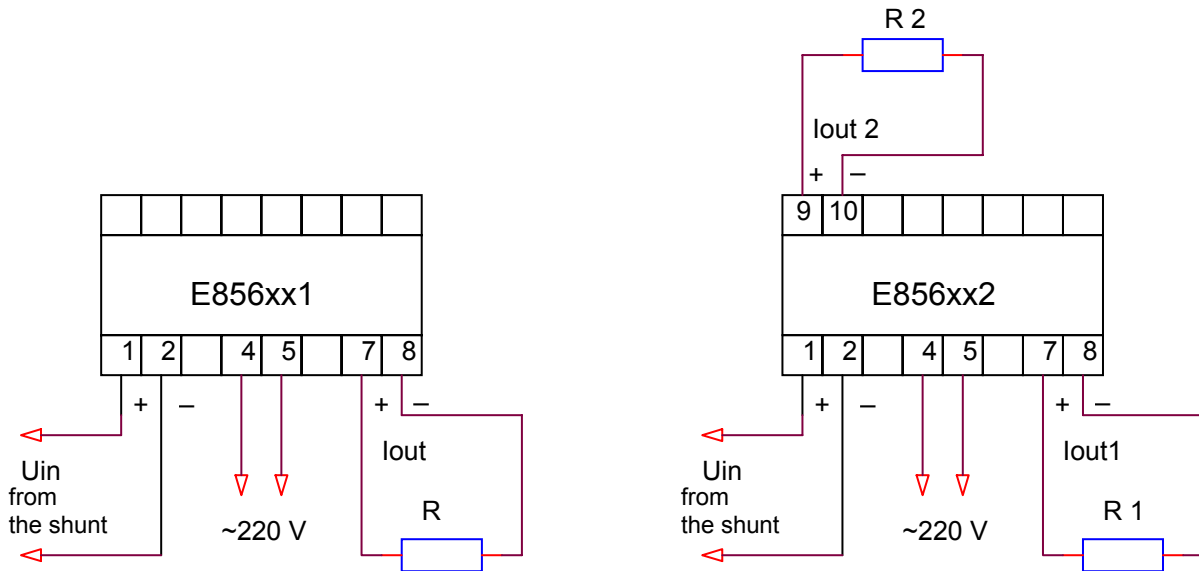 R 2
Iout 2
+ –
9 10
E856xx1
E856xx2
1 2 4 5 7 8
1 2 4 5 7 8
+ – + –
+ – + –
Uin
from
the shunt
Iout
~220 V
R
Uin
from
the shunt
Iout1
~220 V
R 1